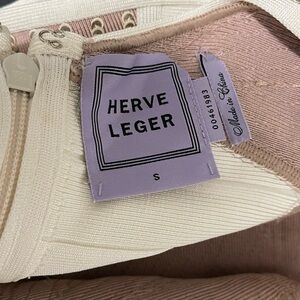 HERVE
LEGER
S
00461983
Made in China